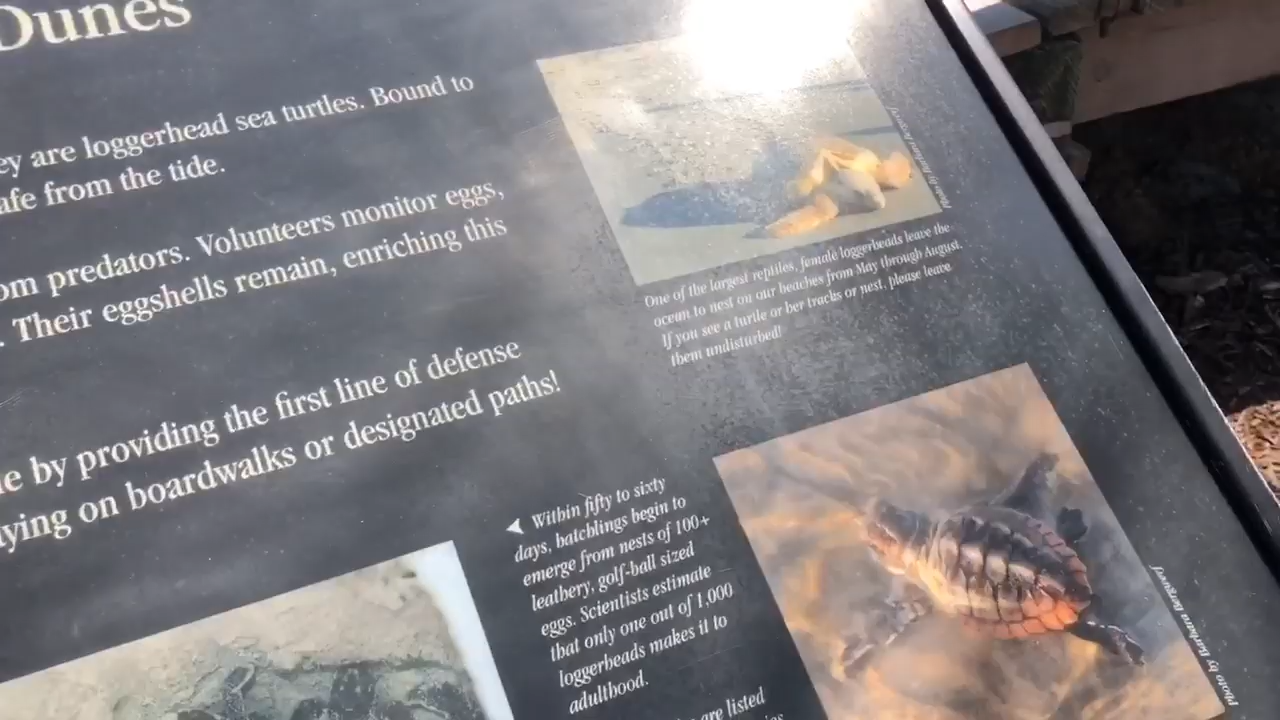 Dunes
ey are loggerhead sea turtles. Bound to
afe from the tide.
om predators. Volunteers monitor eggs,
. Their eggshells remain, enriching this
e by providing the first line of defense
ying on boardwalks or designated paths!
Photo by Barbara Bergwerf
One of the largest reptiles, female loggerheads leave the
ocean to nest on our beaches from May through August.
If you see a turtle or her tracks or nest, please leave
them undisturbed!
Within fifty to sixty
days, hatchlings begin to
emerge from nests of 100+
leathery, golf-ball sized
eggs. Scientists estimate
that only one out of 1,000
loggerheads makes it to
adulthood.
are listed
Photo by Barbara Bergwerf